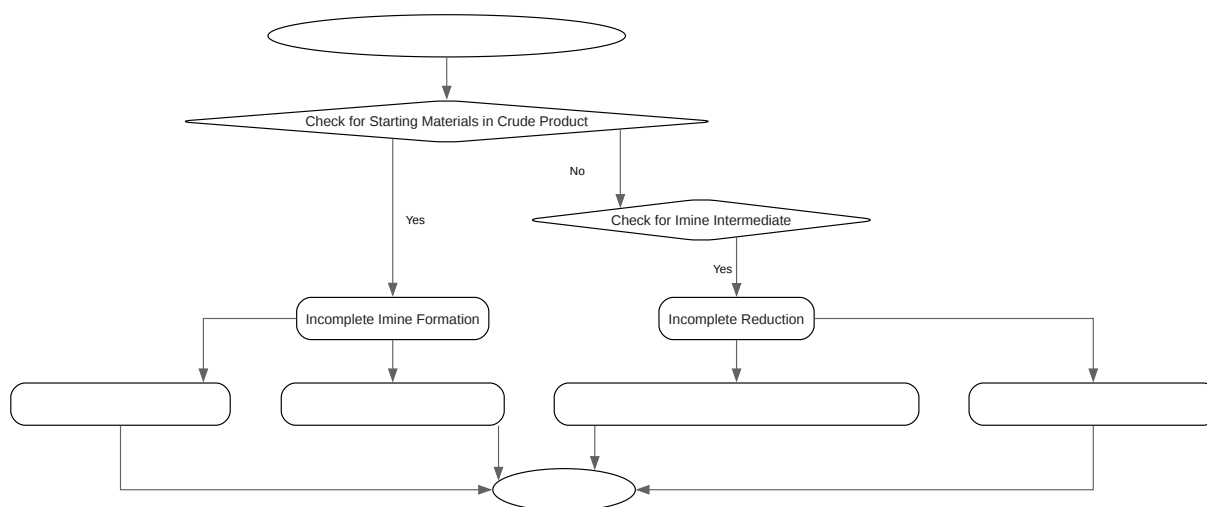 Check for Starting Materials in Crude Product
No
Yes
Check for Imine Intermediate
Yes
Incomplete Imine Formation
Incomplete Reduction